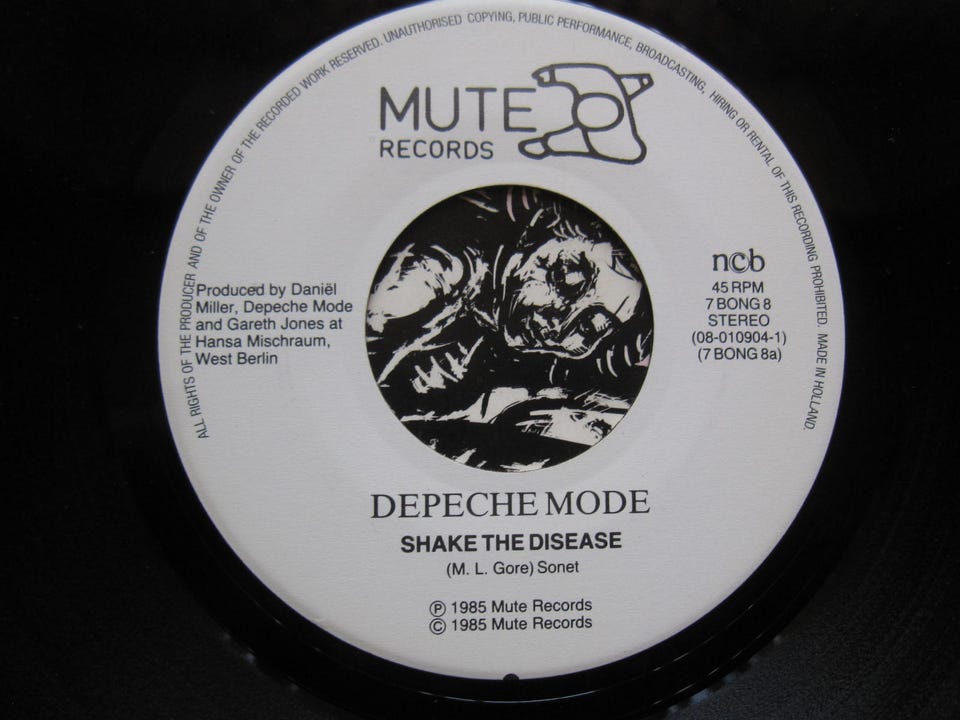 ALL RIGHTS OF THE PRODUCER AND OF THE OWNER OF THE RECORDED WORK RESERVED. UNAUTHORISED COPYING, PUBLIC PERFORMANCE, BROADCASTING, HIRING OR RENTAL OF THIS RECORDING PROHIBITED. MADE IN HOLLAND.
MUTE
RECORDS
Produced by Daniël
Miller, Depeche Mode
and Gareth Jones at
Hansa Mischraum,
West Berlin
ncb
45 RPM
7 BONG 8
STEREO
(08-010904-1)
(7 BONG 8a)
DEPECHE MODE
SHAKE THE DISEASE
(M. L. Gore) Sonet
Ⓟ 1985 Mute Records
© 1985 Mute Records